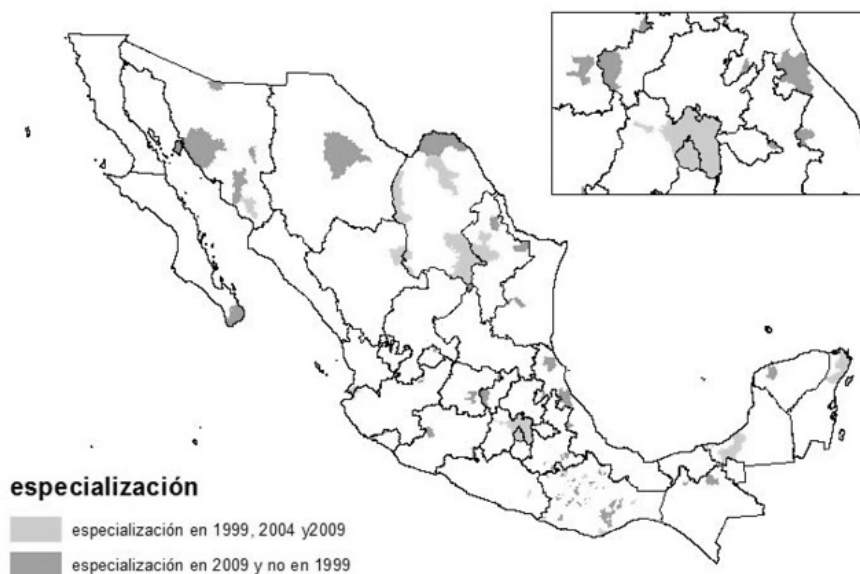 especialización
especialización en 1999, 2004 y2009
especialización en 2009 y no en 1999